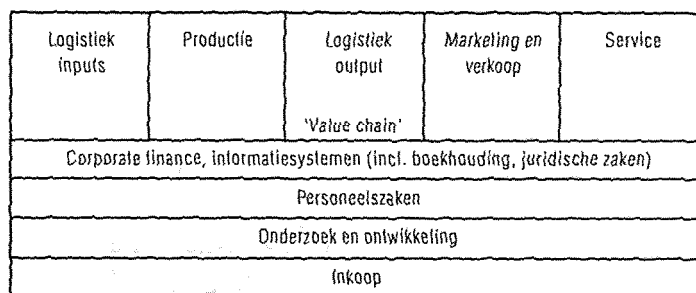 Logistiek
inputs
Productie
Logistiek
output
'Value chain'
Marketing en
verkoop
Service
Corporate finance, informatiesystemen (incl. boekhouding, juridische zaken)
Personeelszaken
Onderzoek en ontwikkeling
Inkoop